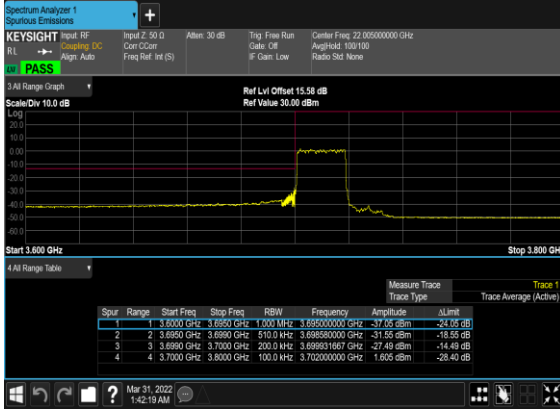 Spectrum Analyzer 1
Spurious Emissions
+
KEYSIGHT Input: RF Input Z: 50 Ω Atten: 30 dB Trig: Free Run Center Freq: 22.005000000 GHz
RL Coupling: DC Corr CCorr Gate: Off Avg|Hold: 100/100
Align: Auto Freq Ref: Int (S) IF Gain: Low Radio Std: None
PASS
3 All Range Graph Ref Lvl Offset 15.58 dB
Scale/Div 10.0 dB Ref Value 30.00 dBm
Log
20.0
10.0
0.00
-10.0
-20.0
-30.0
-40.0
-50.0
-60.0
Start 3.600 GHz Stop 3.800 GH
4 All Range Table
Measure Trace Trace 1
Trace Type Trace Average (Active)
Spur Range Start Freq Stop Freq RBW Frequency Amplitude ΔLimit
1 1 3.6000 GHz 3.6950 GHz 1.000 MHz 3.695000000 GHz -37.05 dBm -24.05 dB
2 2 3.6950 GHz 3.6990 GHz 510.0 kHz 3.698580000 GHz -31.55 dBm -18.55 dB
3 3 3.6990 GHz 3.7000 GHz 200.0 kHz 3.699931667 GHz -27.49 dBm -14.49 dB
4 4 3.7000 GHz 3.8000 GHz 100.0 kHz 3.702000000 GHz 1.605 dBm -28.40 dB
? Mar 31, 2022
1:42:19 AM